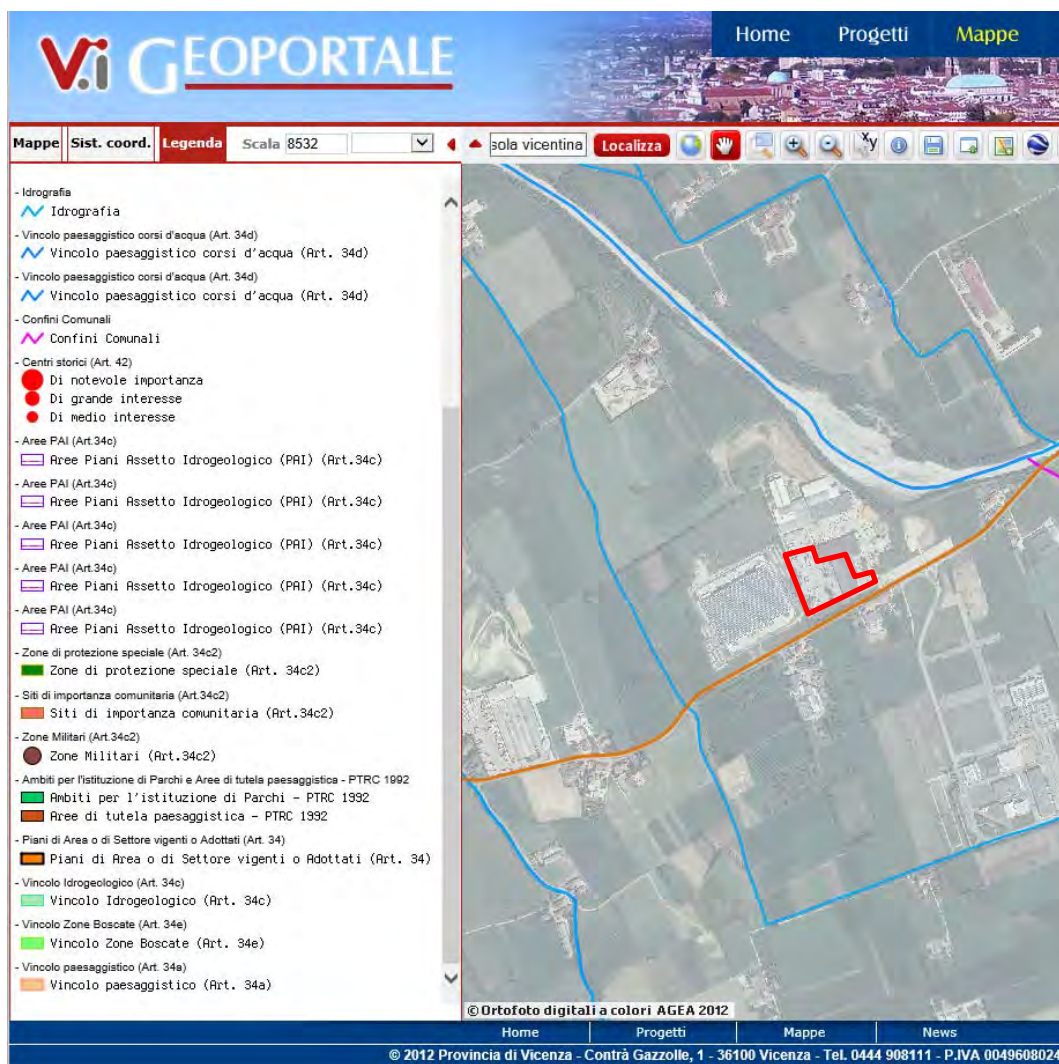 V.i GEOPORTALE
Home Progetti Mappe
Mappe Sist. coord. Legenda Scala 8532 sola vicentina Localizza xy
- Idrografia
Idrografia
- Vincolo paesaggistico corsi d'acqua (Art. 34d)
Vincolo paesaggistico corsi d'acqua (Art. 34d)
- Vincolo paesaggistico corsi d'acqua (Art. 34d)
Vincolo paesaggistico corsi d'acqua (Art. 34d)
- Confini Comunali
Confini Comunali
- Centri storici (Art. 42)
Di notevole importanza
Di grande interesse
Di medio interesse
- Aree PAI (Art.34c)
Aree Piani Assetto Idrogeologico (PAI) (Art.34c)
- Aree PAI (Art.34c)
Aree Piani Assetto Idrogeologico (PAI) (Art.34c)
- Aree PAI (Art.34c)
Aree Piani Assetto Idrogeologico (PAI) (Art.34c)
- Aree PAI (Art.34c)
Aree Piani Assetto Idrogeologico (PAI) (Art.34c)
- Aree PAI (Art.34c)
Aree Piani Assetto Idrogeologico (PAI) (Art.34c)
- Zone di protezione speciale (Art. 34c2)
Zone di protezione speciale (Art. 34c2)
- Siti di importanza comunitaria (Art.34c2)
Siti di importanza comunitaria (Art.34c2)
- Zone Militari (Art.34c2)
Zone Militari (Art.34c2)
- Ambiti per l'istituzione di Parchi e Aree di tutela paesaggistica - PTRC 1992
Ambiti per l'istituzione di Parchi - PTRC 1992
Aree di tutela paesaggistica - PTRC 1992
- Piani di Area o di Settore vigenti o Adottati (Art. 34)
Piani di Area o di Settore vigenti o Adottati (Art. 34)
- Vincolo Idrogeologico (Art. 34c)
Vincolo Idrogeologico (Art. 34c)
- Vincolo Zone Boscate (Art. 34e)
Vincolo Zone Boscate (Art. 34e)
- Vincolo paesaggistico (Art. 34a)
Vincolo paesaggistico (Art. 34a)
© Ortofoto digitali a colori AGEA 2012
Home Progetti Mappe News
© 2012 Provincia di Vicenza - Contrà Gazzolle, 1 - 36100 Vicenza - Tel. 0444 908111 - P.IVA 0049608024